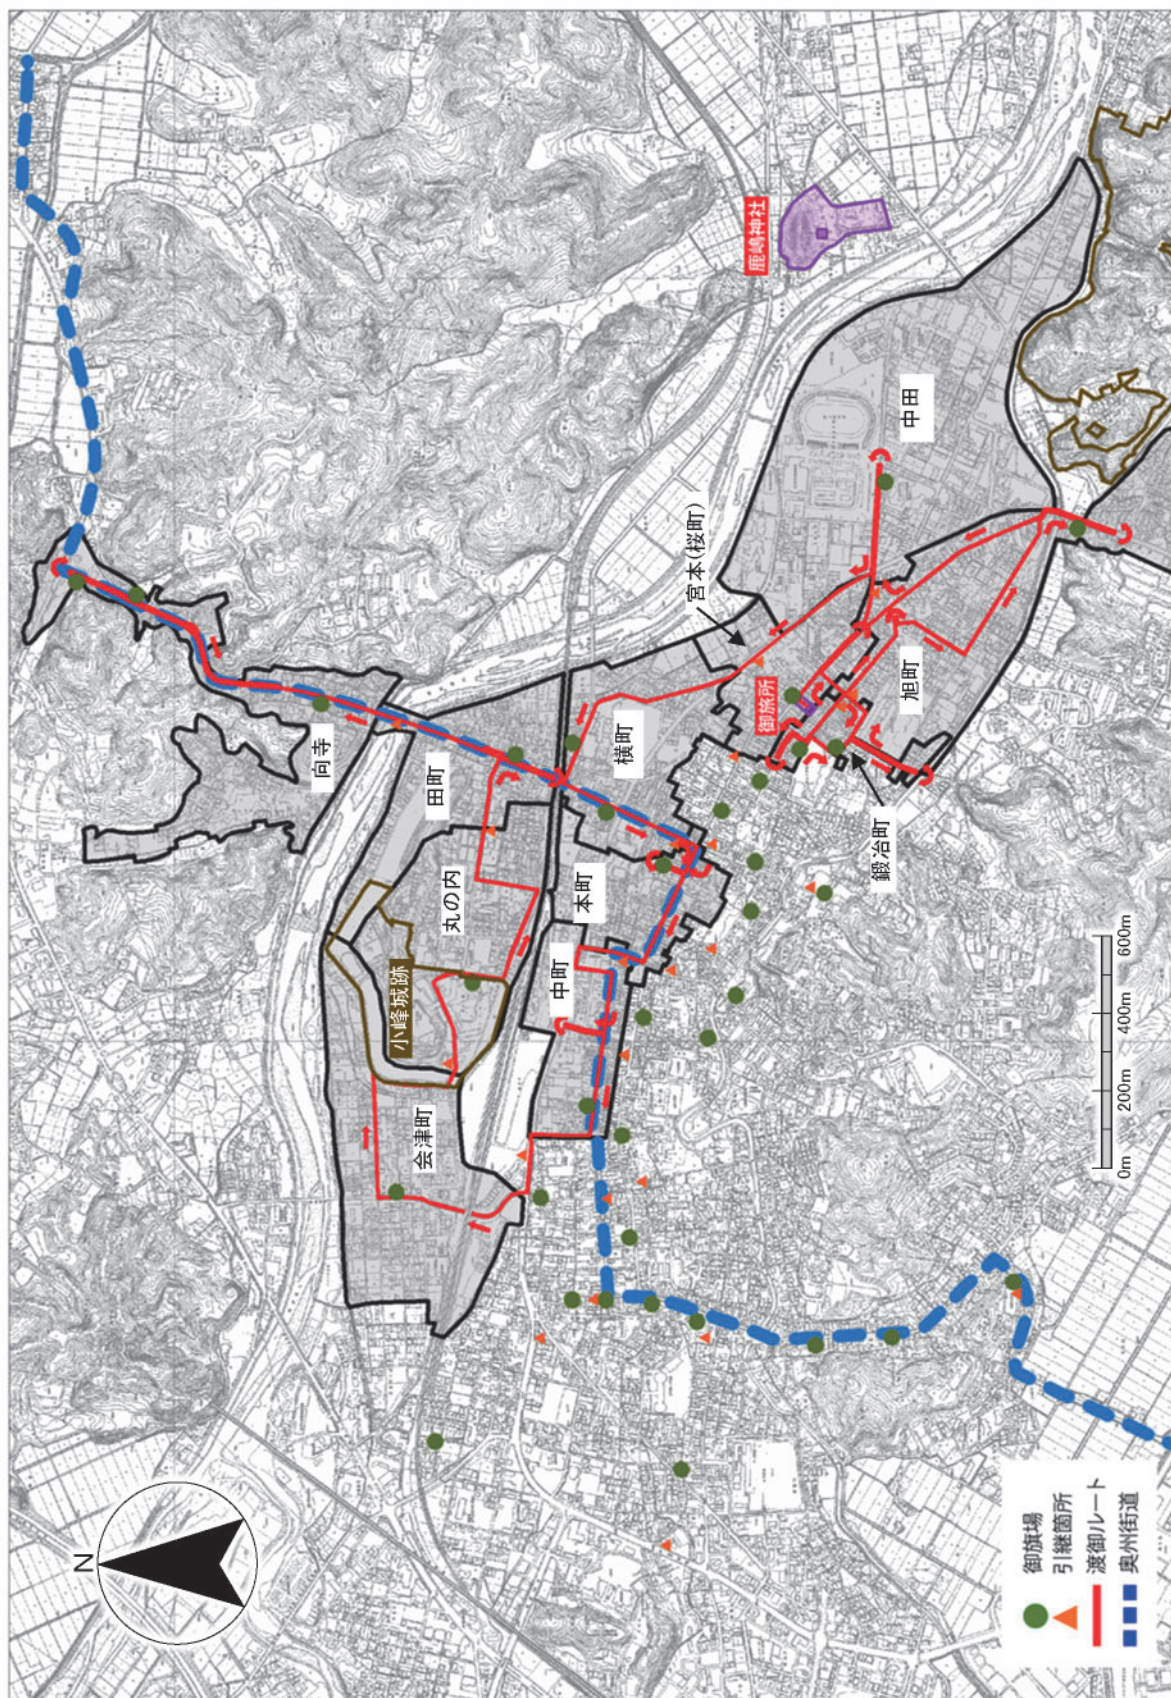 鹿嶋神社
中田
宮本(桜町)
御旅所
旭町
鍛冶町
横町
向寺
田町
丸の内
本町
中町
小峰城跡
会津町
0m
200m
400m
600m
N
御旗場
引継箇所
渡御ルート
奥州街道